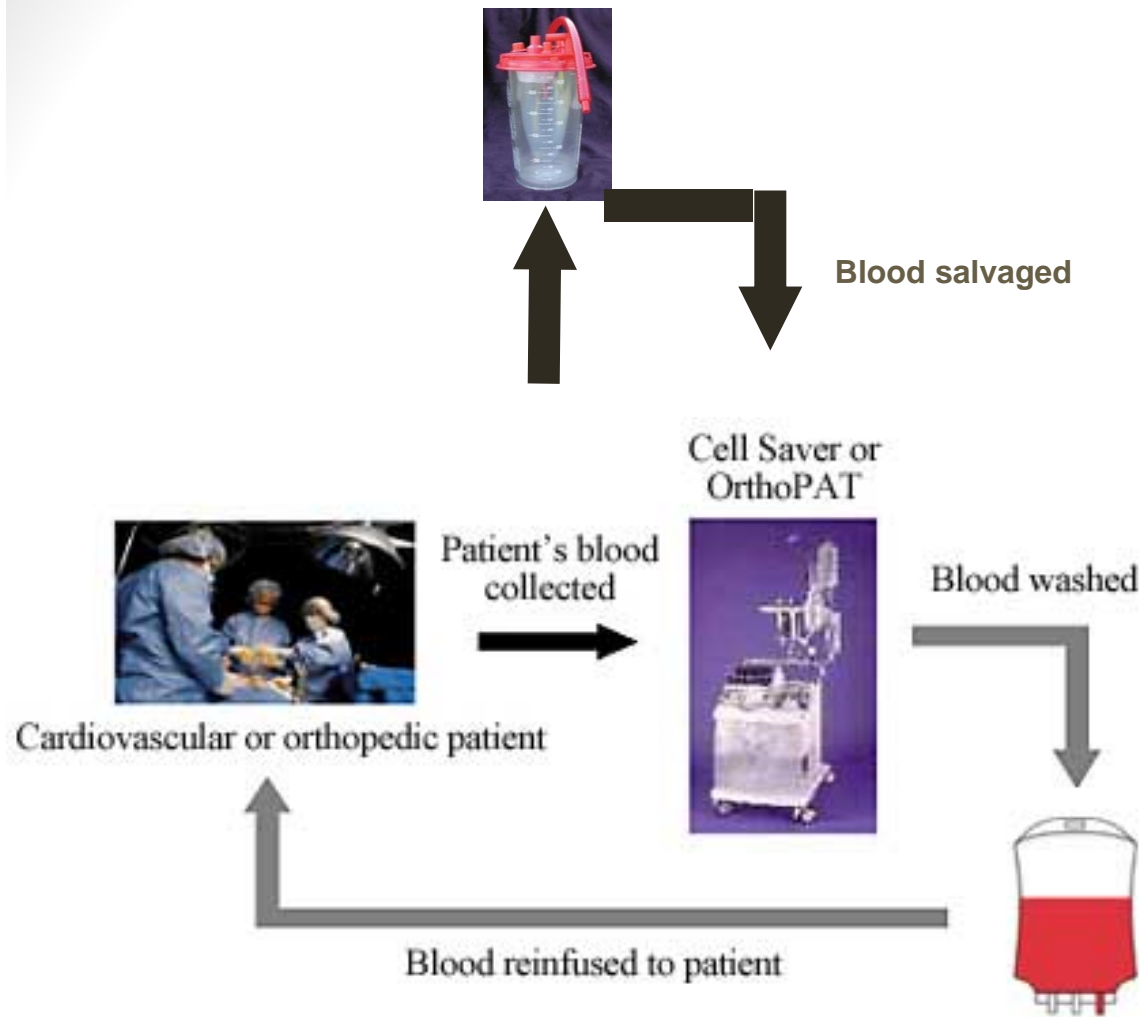 Blood salvaged
Cell Saver or
OrthoPAT
Patient's blood
collected
Blood washed
Cardiovascular or orthopedic patient
Blood reinfused to patient